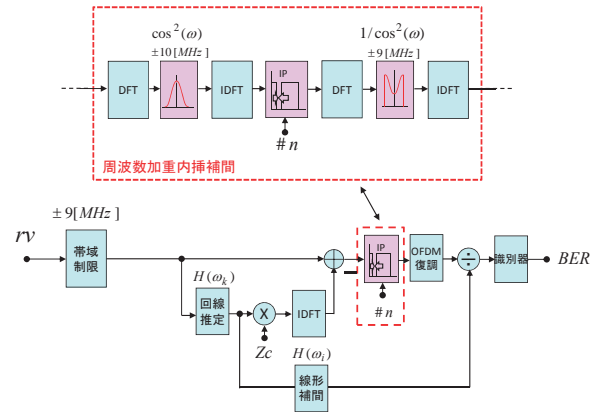 cos²(ω)
±10[MHz]
1/cos²(ω)
±9[MHz]
DFT
IDFT
IP
DFT
IDFT
#n
周波数加重内挿補間
±9[MHz]
rv
帯域
制限
H(ωk)
回線
推定
X
Zc
IDFT
IP
#n
OFDM
復調
÷
識別器
BER
H(ωi)
線形
補間